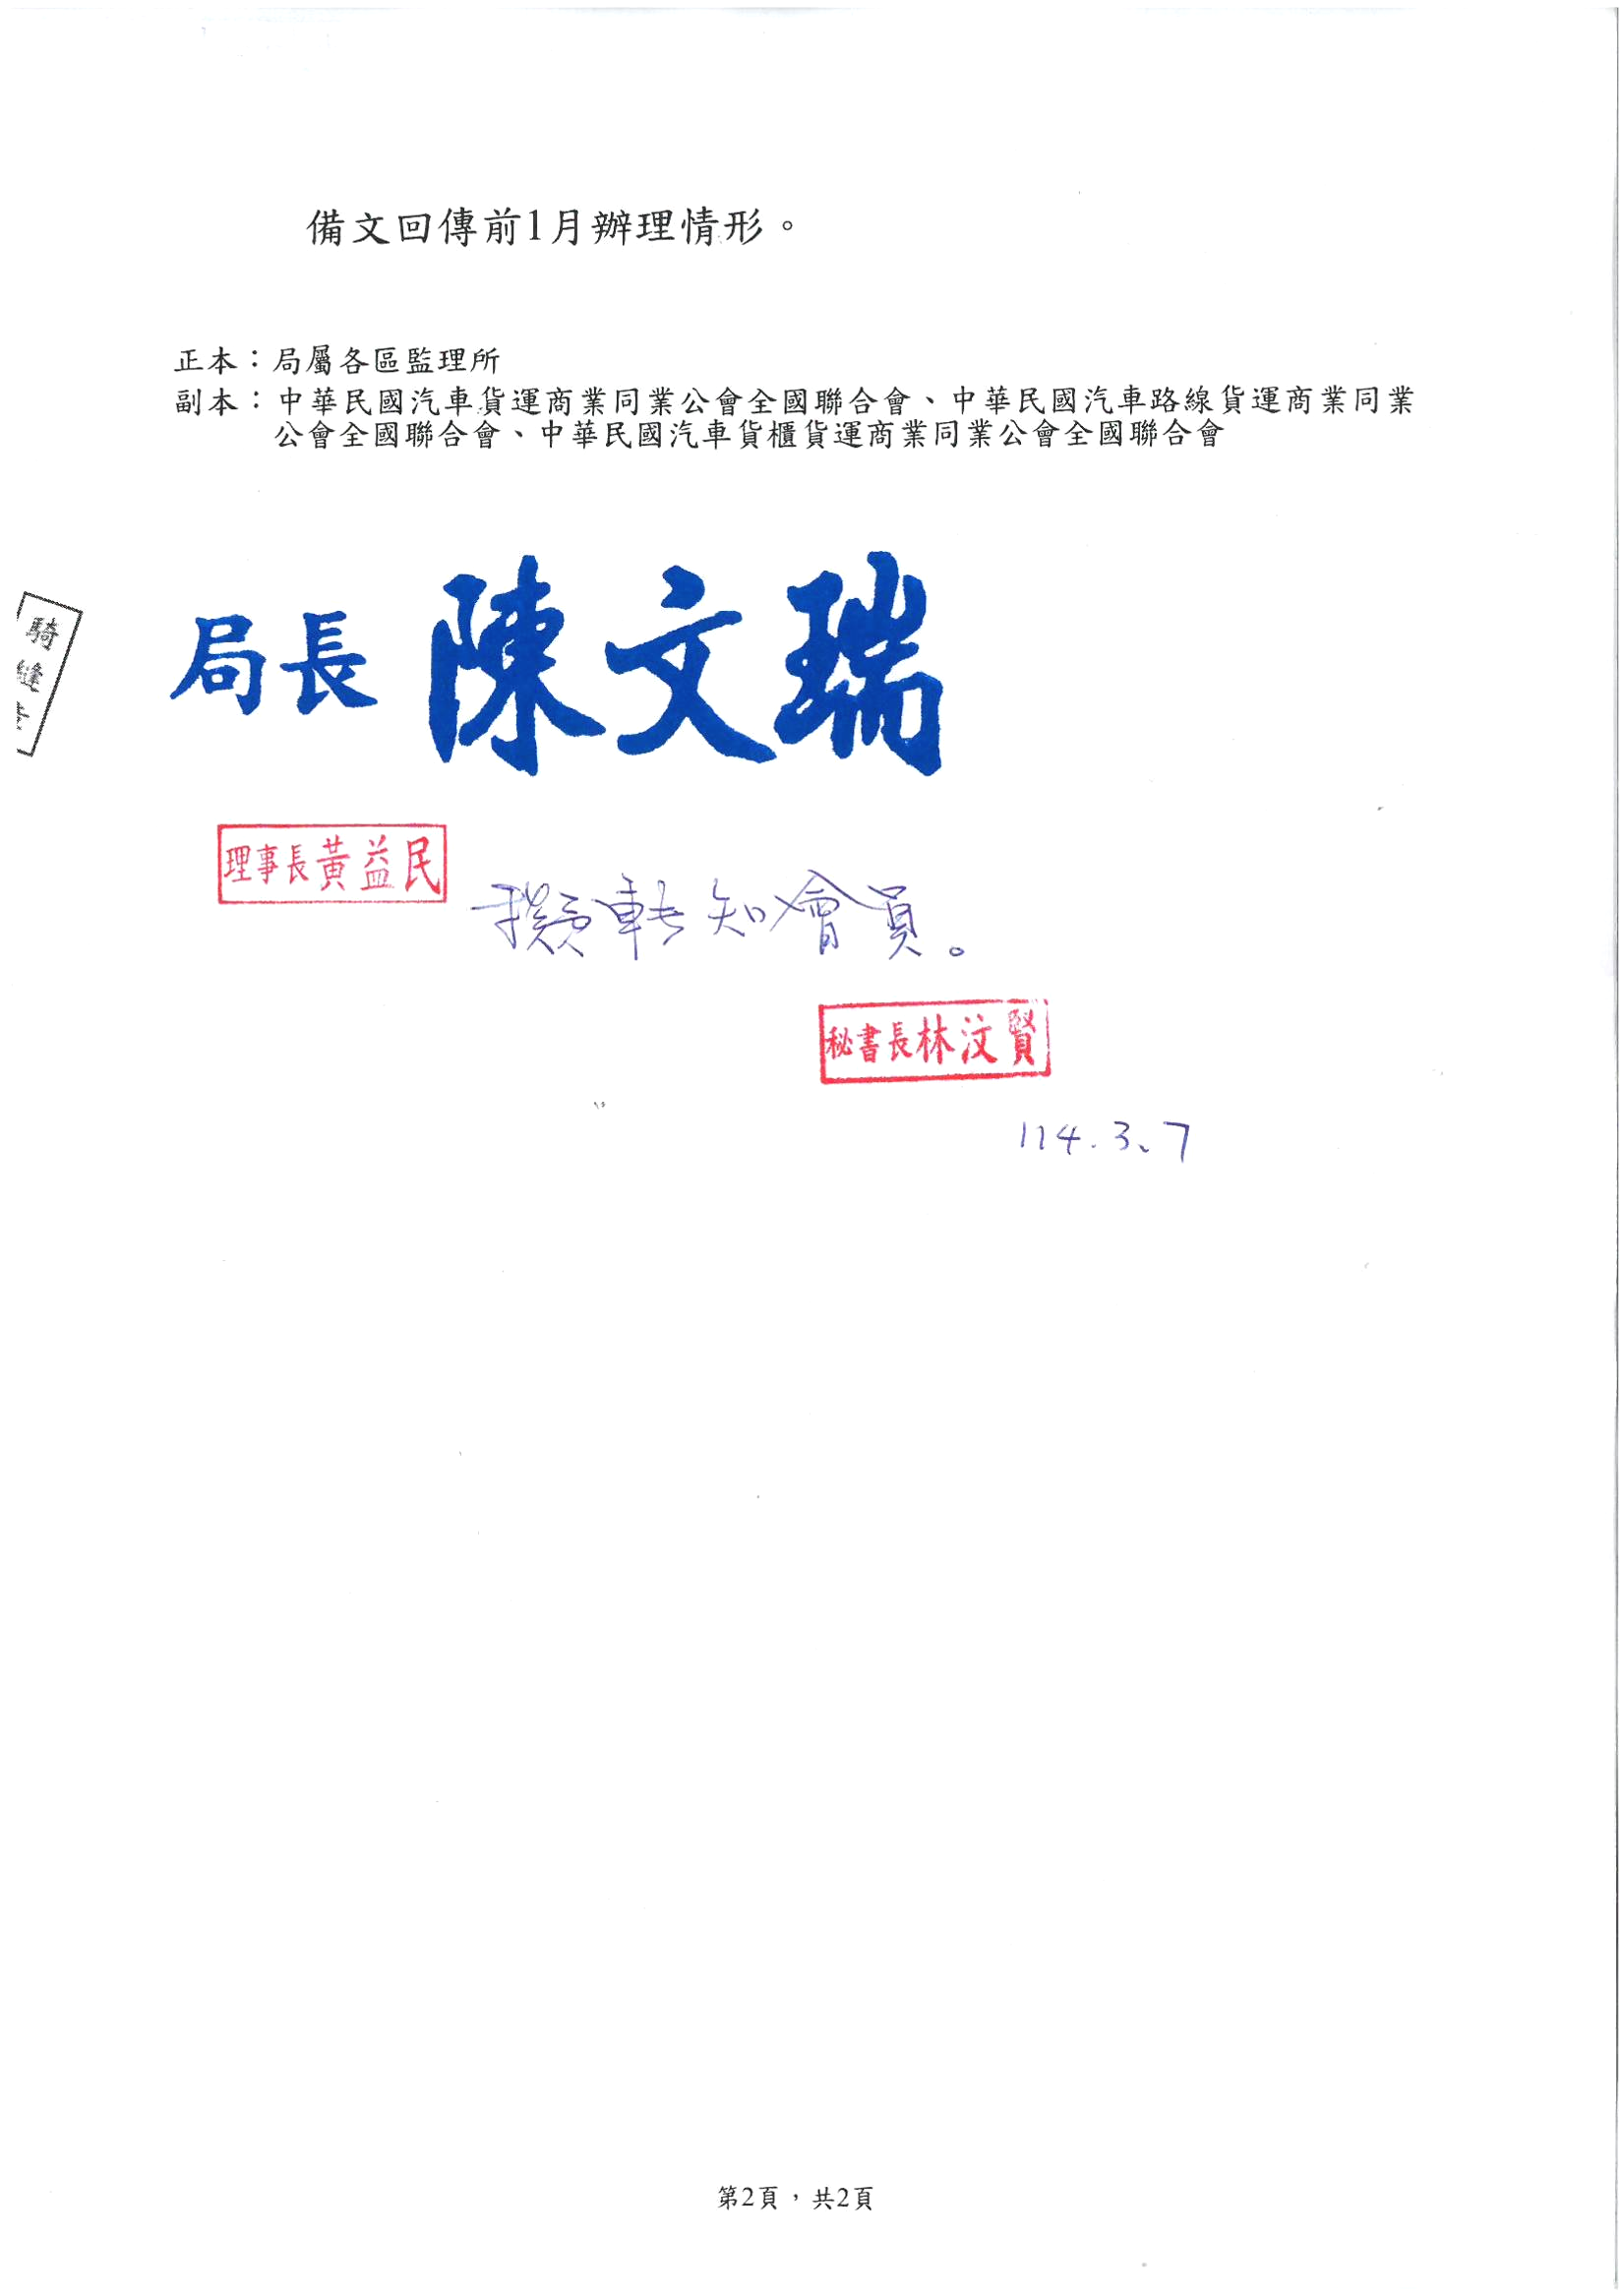 備文回傳前1月辦理情形。
正本：局屬各區監理所
副本：中華民國汽車貨運商業同業公會全國聯合會、中華民國汽車路線貨運商業同業
公會全國聯合會、中華民國汽車貨櫃貨運商業同業公會全國聯合會
騎縫
局長 陳文瑞
理事長黃益民
擬轉知會員。
秘書長林汶賢
114.3、7
第2頁，共2頁